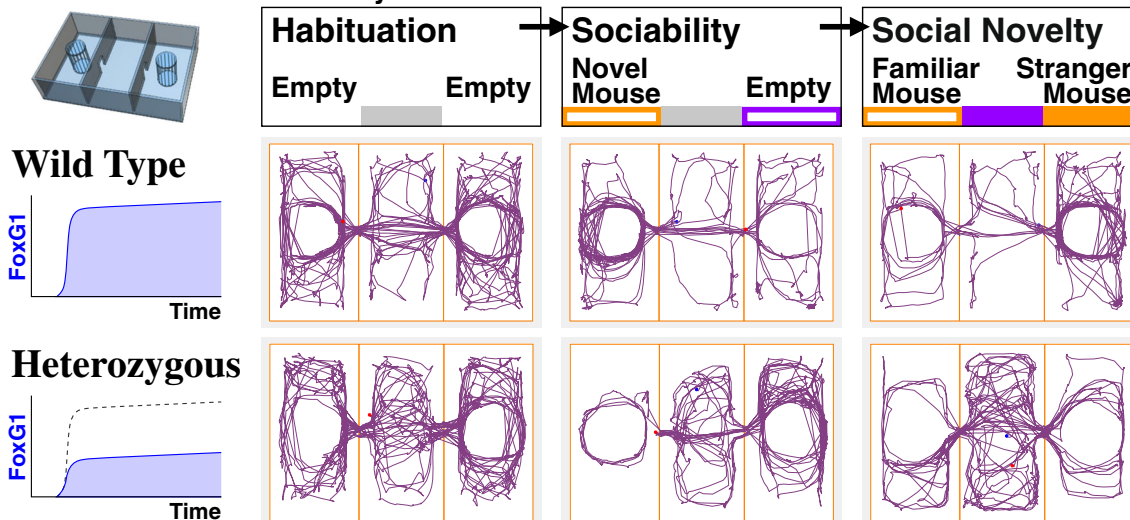 Habituation
Sociability
Social Novelty
Empty
Empty
Novel
Mouse
Empty
Familiar
Mouse
Stranger
Mouse
Wild Type
FoxG1
Time
Heterozygous
FoxG1
Time